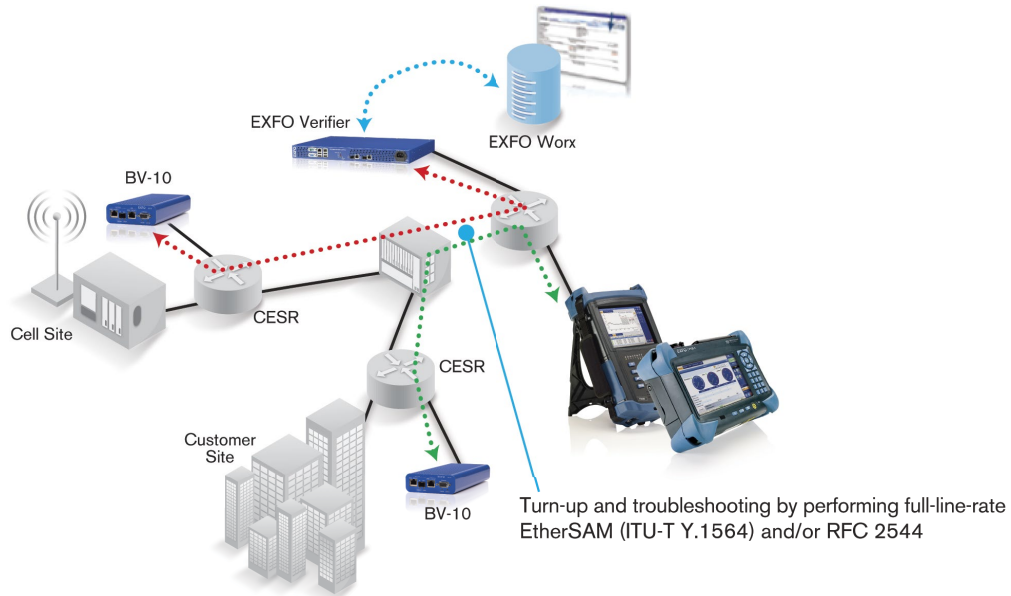 EXFO Verifier
EXFO Worx
BV-10
Cell Site
CESR
CESR
Customer
Site
BV-10
Turn-up and troubleshooting by performing full-line-rate
EtherSAM (ITU-T Y.1564) and/or RFC 2544